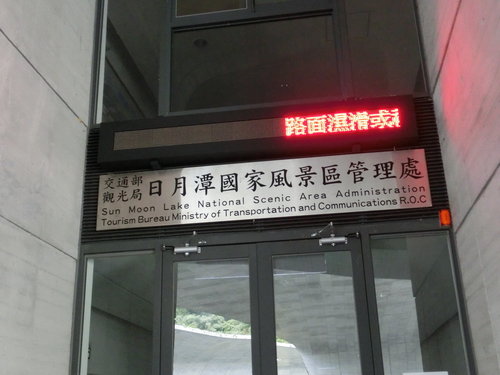 路面濕滑或
交通部
觀光局
日月潭國家風景區管理處
Sun Moon Lake National Scenic Area Administration
Tourism Bureau Ministry of Transportation and Communications R.O.C